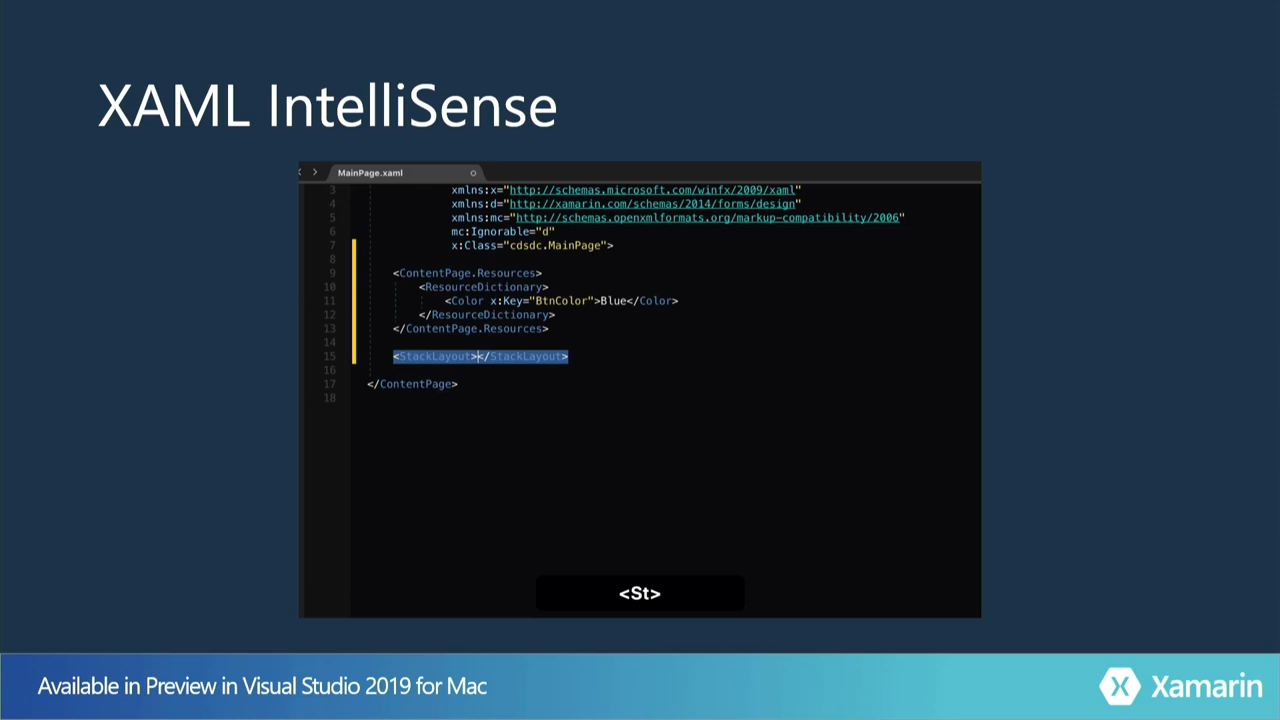 XAML IntelliSense
MainPage.xaml
3 xmlns:x="http://schemas.microsoft.com/winfx/2009/xaml"
4 xmlns:d="http://xamarin.com/schemas/2014/forms/design"
5 xmlns:mc="http://schemas.openxmlformats.org/markup-compatibility/2006"
6 mc:Ignorable="d"
7 x:Class="cdsdc.MainPage">
8
9 <ContentPage.Resources>
10 <ResourceDictionary>
11 <Color x:Key="BtnColor">Blue</Color>
12 </ResourceDictionary>
13 </ContentPage.Resources>
14
15 <StackLayout></StackLayout>
16
17 </ContentPage>
18
<St>
Available in Preview in Visual Studio 2019 for Mac
Xamarin